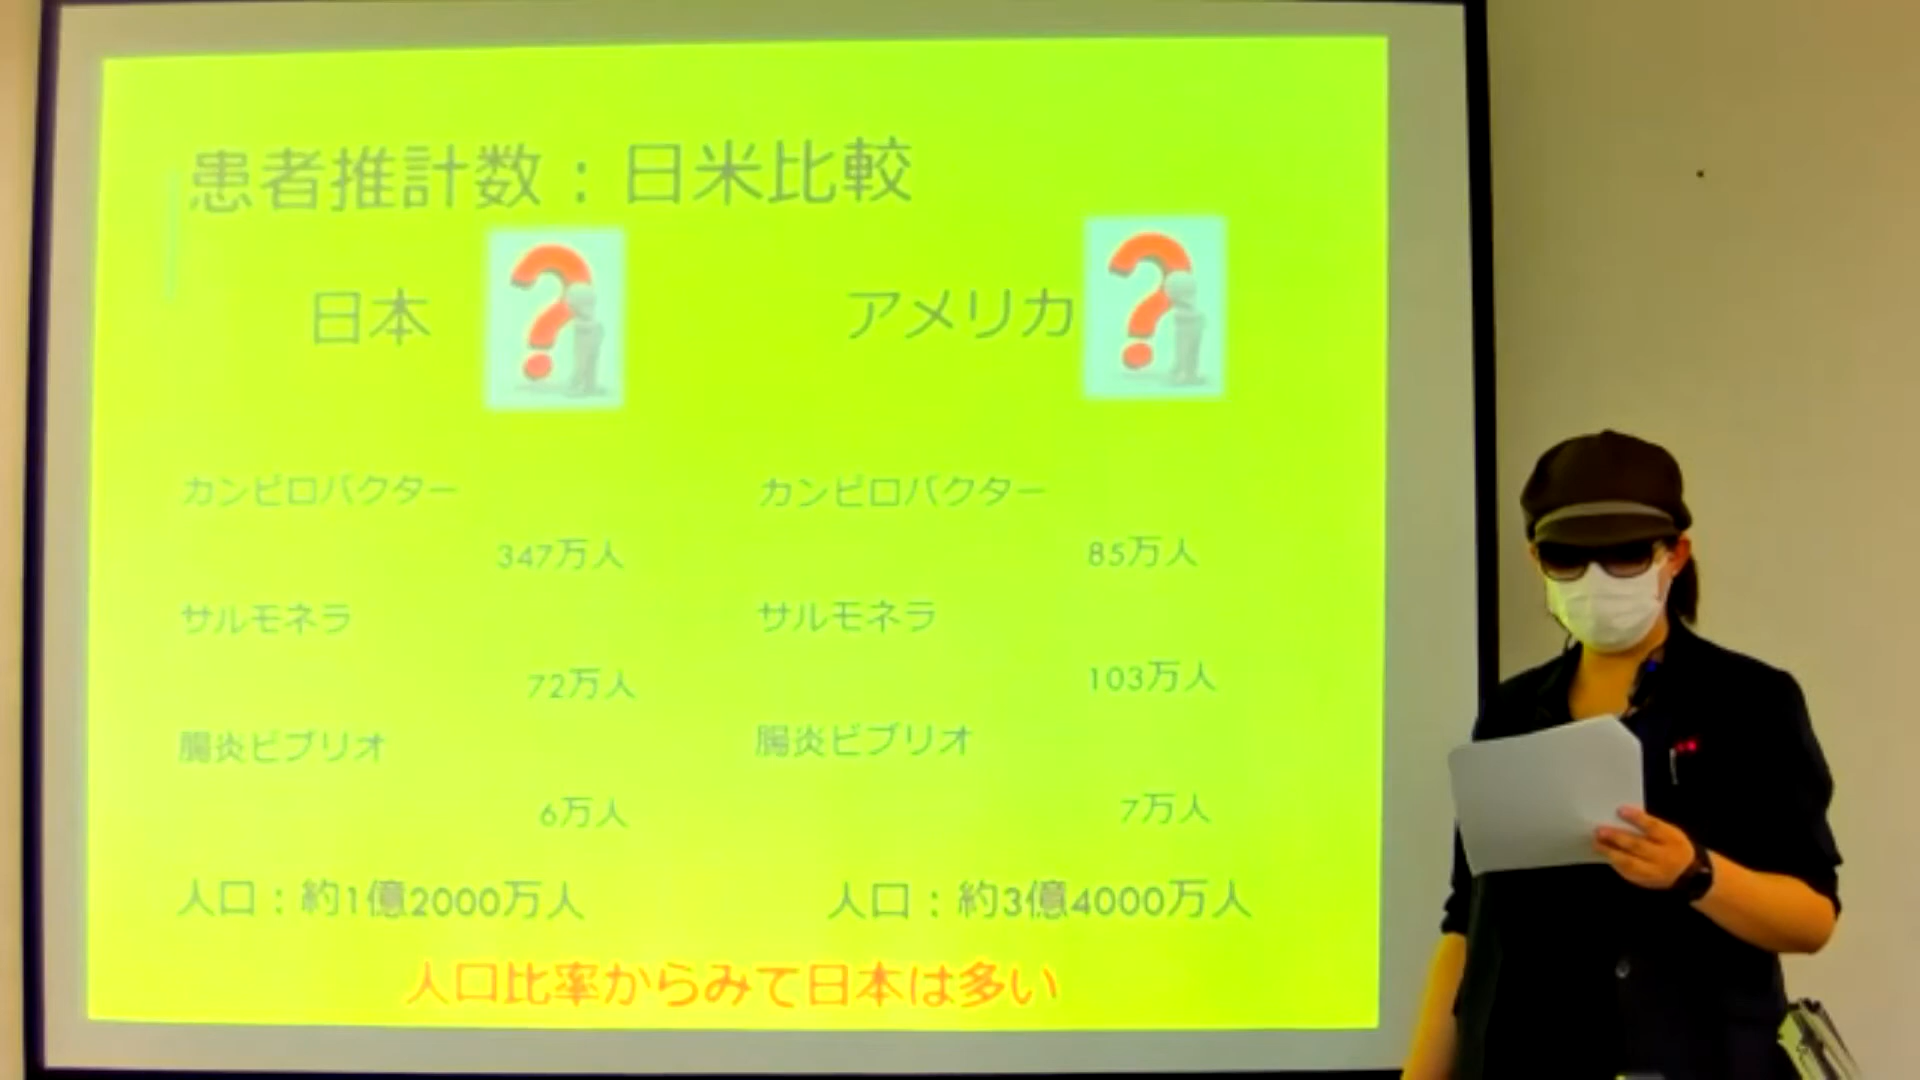 患者推計数：日米比較
日本
アメリカ
カンピロバクター
347万人
サルモネラ
72万人
腸炎ビブリオ
6万人
人口：約1億2000万人
カンピロバクター
85万人
サルモネラ
103万人
腸炎ビブリオ
7万人
人口：約3億4000万人
人口比率からみて日本は多い